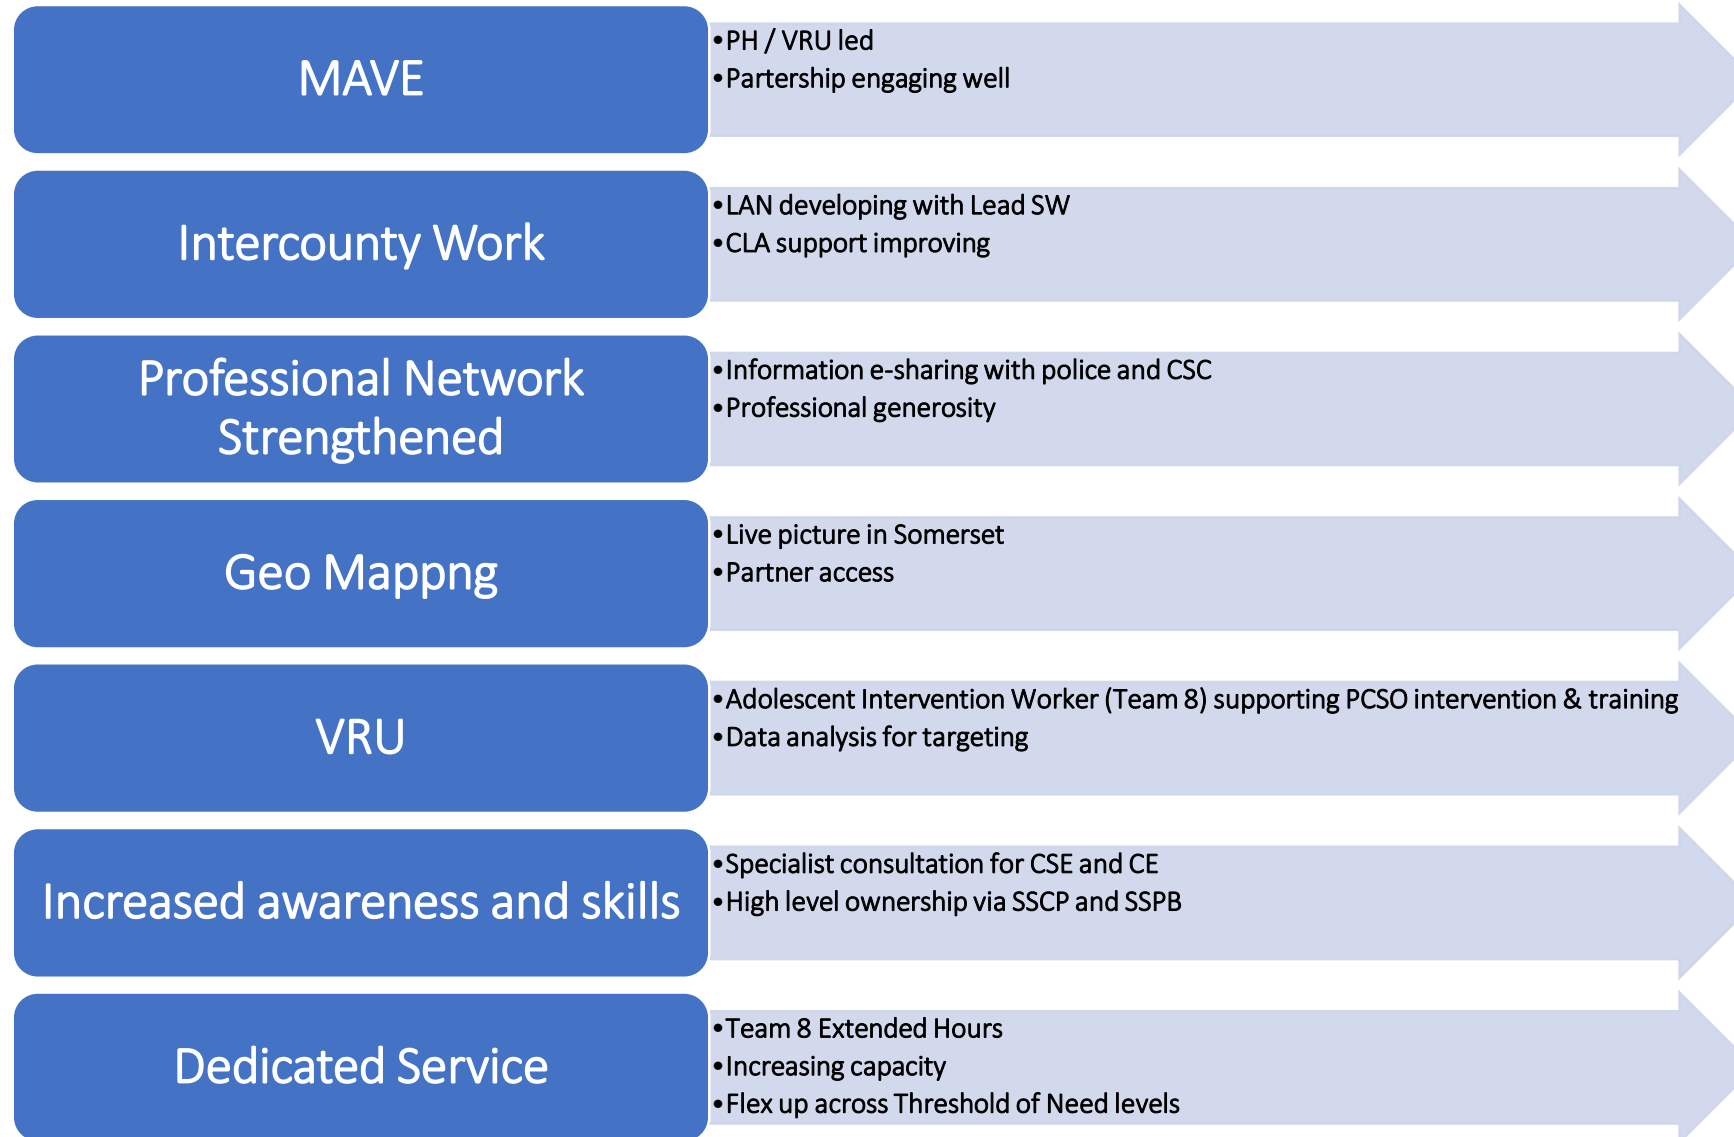 MAVE
•PH / VRU led
•Partership engaging well
Intercounty Work
•LAN developing with Lead SW
•CLA support improving
Professional Network
Strengthened
•Information e-sharing with police and CSC
•Professional generosity
Geo Mappng
•Live picture in Somerset
•Partner access
VRU
•Adolescent Intervention Worker (Team 8) supporting PCSO intervention & training
•Data analysis for targeting
Increased awareness and skills
•Specialist consultation for CSE and CE
•High level ownership via SSCP and SSPB
Dedicated Service
•Team 8 Extended Hours
•Increasing capacity
•Flex up across Threshold of Need levels